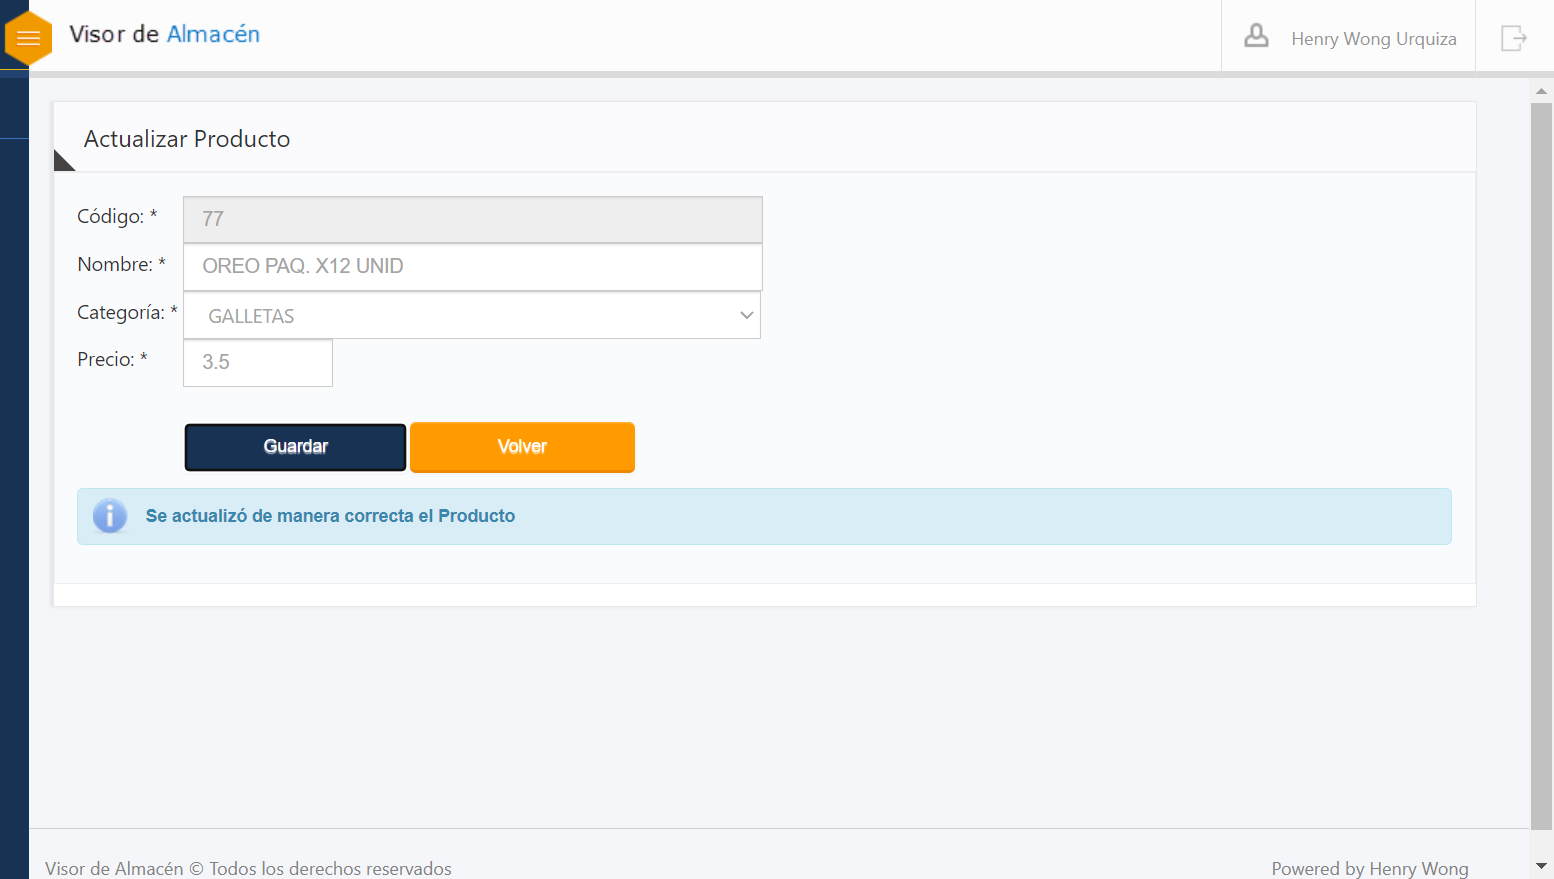 Visor de Almacén
Henry Wong Urquiza
Actualizar Producto
Código: * 77
Nombre: * OREO PAQ. X12 UNID
Categoría: * GALLETAS
Precio: * 3.5
Guardar Volver
Se actualizó de manera correcta el Producto
Visor de Almacén © Todos los derechos reservados Powered by Henry Wong